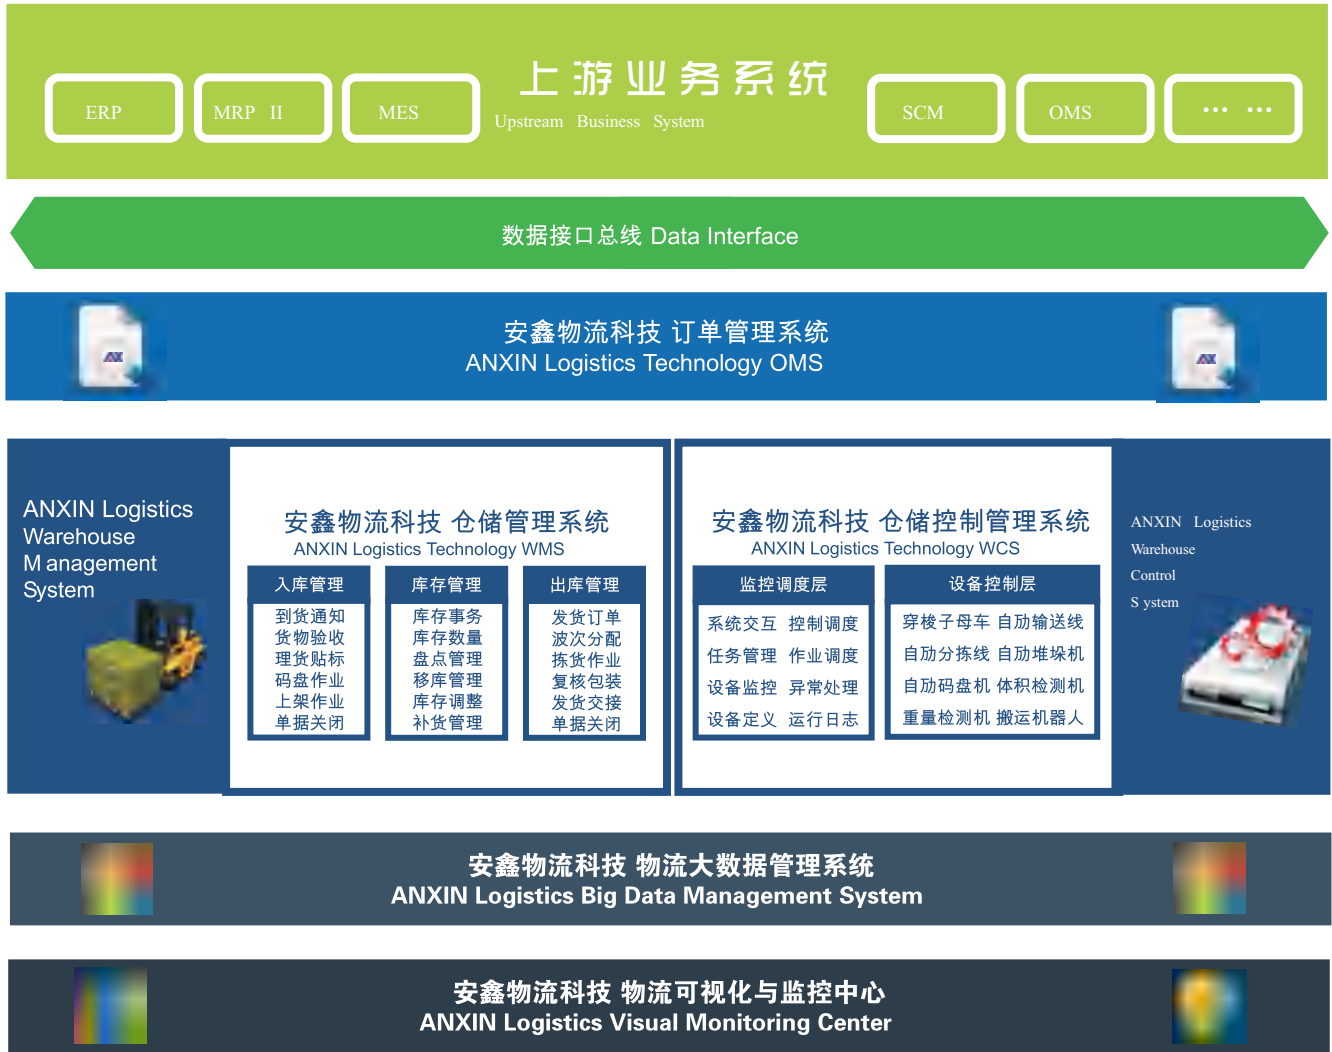 上游业务系统
ERP
MRP II
MES
Upstream Business System
SCM
OMS
··· ···
数据接口总线 Data Interface
安鑫物流科技 订单管理系统
ANXIN Logistics Technology OMS
AX
AX
ANXIN Logistics
Warehouse
M anagement
System
安鑫物流科技 仓储管理系统
ANXIN Logistics Technology WMS
入库管理
到货通知
货物验收
理货贴标
码盘作业
上架作业
单据关闭
库存管理
库存事务
库存数量
盘点管理
移库管理
库存调整
补货管理
出库管理
发货订单
波次分配
拣货作业
复核包装
发货交接
单据关闭
安鑫物流科技 仓储控制管理系统
ANXIN Logistics Technology WCS
监控调度层
系统交互 控制调度
任务管理 作业调度
设备监控 异常处理
设备定义 运行日志
设备控制层
穿梭子母车 自动输送线
自动分拣线 自动堆垛机
自动码盘机 体积检测机
重量检测机 搬运机器人
ANXIN Logistics
Warehouse
Control
S ystem
安鑫物流科技 物流大数据管理系统
ANXIN Logistics Big Data Management System
安鑫物流科技 物流可视化与监控中心
ANXIN Logistics Visual Monitoring Center